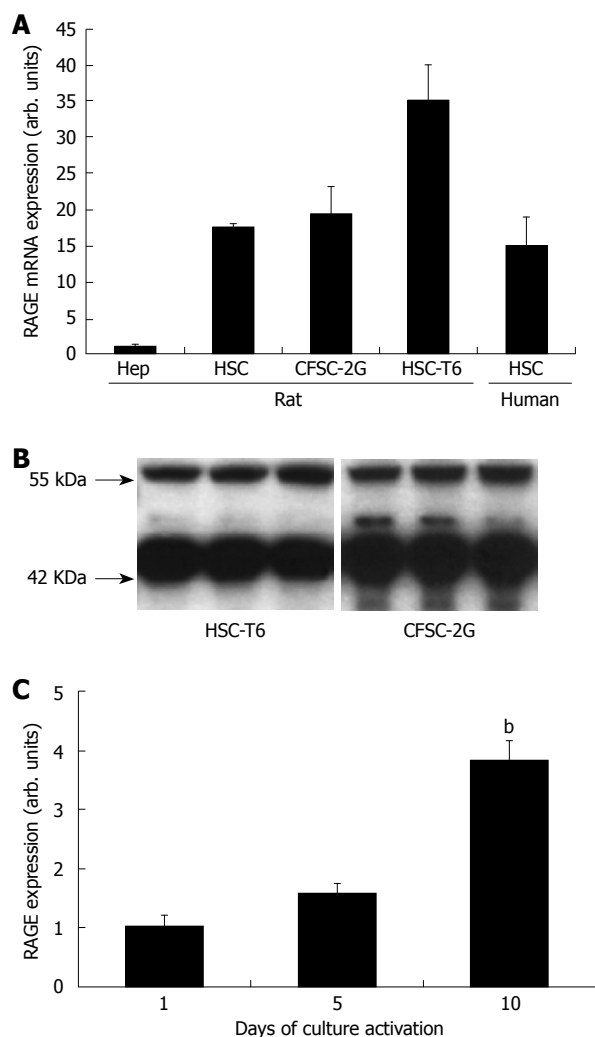 A
RAGE mRNA expression (arb. units)
45
40
35
30
25
20
15
10
5
0
Hep HSC CFSC-2G HSC-T6 HSC
Rat Human
B
55 kDa
42 KDa
HSC-T6 CFSC-2G
C
RAGE expression (arb. units)
5
4
3
2
1
0
b
1 5 10
Days of culture activation